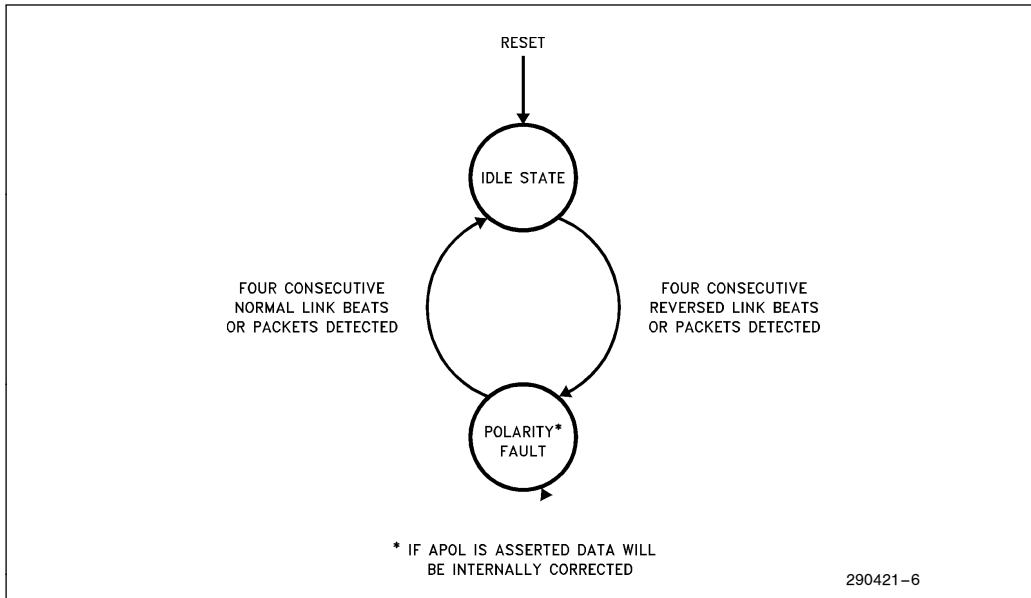 RESET
IDLE STATE
FOUR CONSECUTIVE
NORMAL LINK BEATS
OR PACKETS DETECTED
FOUR CONSECUTIVE
REVERSED LINK BEATS
OR PACKETS DETECTED
POLARITY*
FAULT
* IF APOL IS ASSERTED DATA WILL
BE INTERNALLY CORRECTED
290421–6